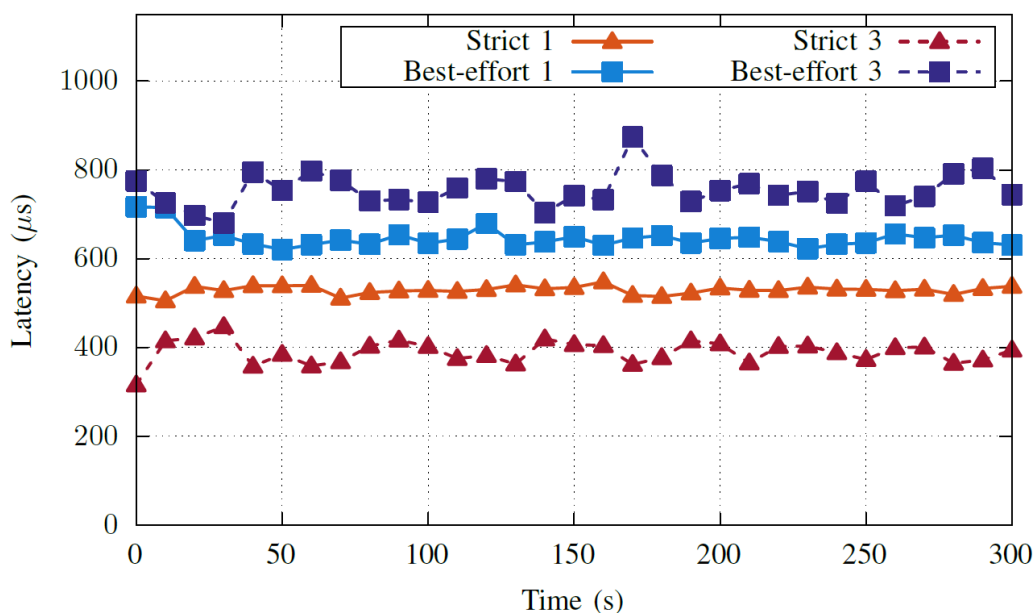 Strict 1
Strict 3
Best-effort 1
Best-effort 3
1000
800
600
400
200
0
Latency (μs)
0 50 100 150 200 250 300
Time (s)